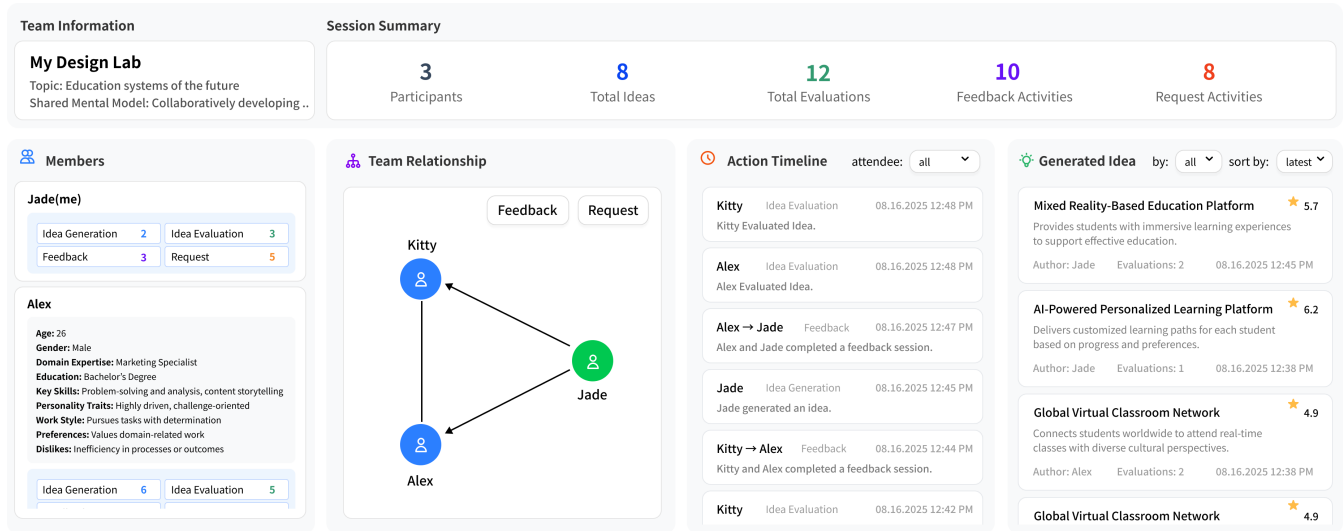 Team Information
My Design Lab
Topic: Education systems of the future
Shared Mental Model: Collaboratively developing ..
Session Summary
3
Participants
8
Total Ideas
12
Total Evaluations
10
Feedback Activities
8
Request Activities
Members
Jade(me)
Idea Generation 2 Idea Evaluation 3
Feedback 3 Request 5
Alex
Age: 26
Gender: Male
Domain Expertise: Marketing Specialist
Education: Bachelor's Degree
Key Skills: Problem-solving and analysis, content storytelling
Personality Traits: Highly driven, challenge-oriented
Work Style: Pursues tasks with determination
Preferences: Values domain-related work
Dislikes: Inefficiency in processes or outcomes
Idea Generation 6 Idea Evaluation 5
Team Relationship
Feedback Request
Kitty
Jade
Alex
Action Timeline attendee: all
Kitty Idea Evaluation 08.16.2025 12:48 PM
Kitty Evaluated Idea.
Alex Idea Evaluation 08.16.2025 12:48 PM
Alex Evaluated Idea.
Alex → Jade Feedback 08.16.2025 12:47 PM
Alex and Jade completed a feedback session.
Jade Idea Generation 08.16.2025 12:45 PM
Jade generated an idea.
Kitty → Alex Feedback 08.16.2025 12:44 PM
Kitty and Alex completed a feedback session.
Kitty Idea Evaluation 08.16.2025 12:42 PM
Generated Idea by: all sort by: latest
Mixed Reality-Based Education Platform 5.7
Provides students with immersive learning experiences
to support effective education.
Author: Jade Evaluations: 2 08.16.2025 12:45 PM
AI-Powered Personalized Learning Platform 6.2
Delivers customized learning paths for each student
based on progress and preferences.
Author: Jade Evaluations: 1 08.16.2025 12:38 PM
Global Virtual Classroom Network 4.9
Connects students worldwide to attend real-time
classes with diverse cultural perspectives.
Author: Alex Evaluations: 2 08.16.2025 12:38 PM
Global Virtual Classroom Network 4.9